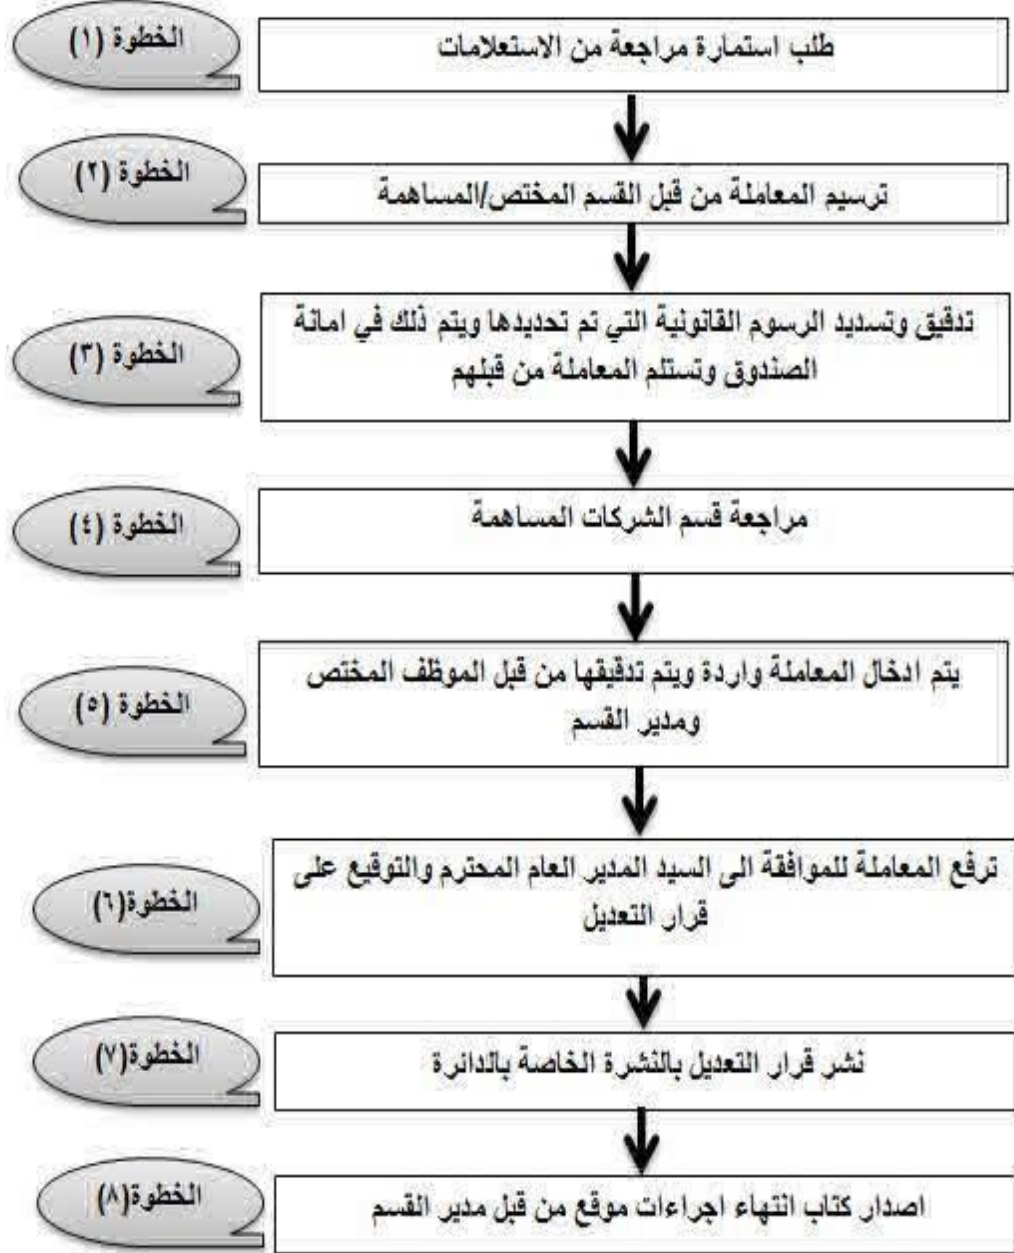 الخطوة (١)
طلب استمارة مراجعة من الاستعلامات
الخطوة (٢)
ترسيم المعاملة من قبل القسم المختص/المساهمة
الخطوة (٣)
تدقيق وتسديد الرسوم القانونية التي تم تحديدها ويتم ذلك في امانة
الصندوق وتستلم المعاملة من قبلهم
الخطوة (٤)
مراجعة قسم الشركات المساهمة
الخطوة (٥)
يتم ادخال المعاملة واردة ويتم تدقيقها من قبل الموظف المختص
ومدير القسم
الخطوة(٦)
ترفع المعاملة للموافقة الى السيد المدير العام المحترم والتوقيع على
قرار التعديل
الخطوة(٧)
نشر قرار التعديل بالنشرة الخاصة بالدائرة
الخطوة(٨)
اصدار كتاب انتهاء اجراءات موقع من قبل مدير القسم